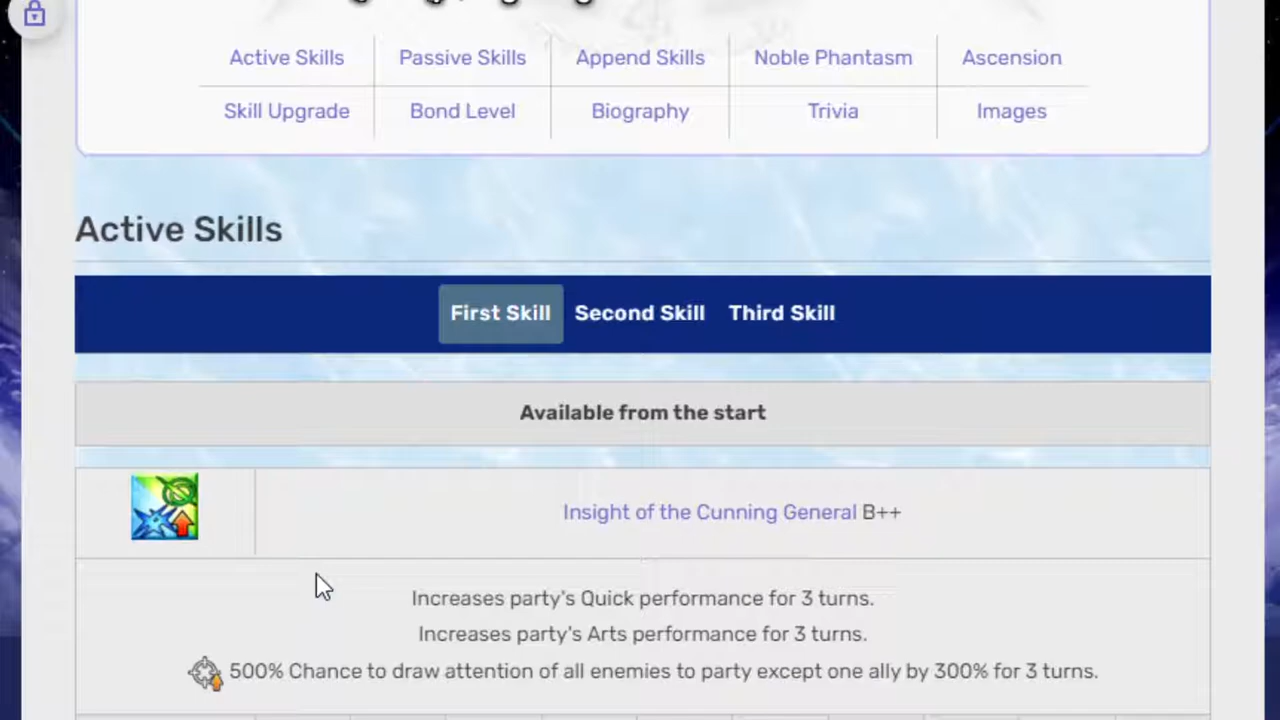 Active Skills
Passive Skills
Append Skills
Noble Phantasm
Ascension
Skill Upgrade
Bond Level
Biography
Trivia
Images
Active Skills
First Skill
Second Skill
Third Skill
Available from the start
Insight of the Cunning General B++
Increases party's Quick performance for 3 turns.
Increases party's Arts performance for 3 turns.
500% Chance to draw attention of all enemies to party except one ally by 300% for 3 turns.